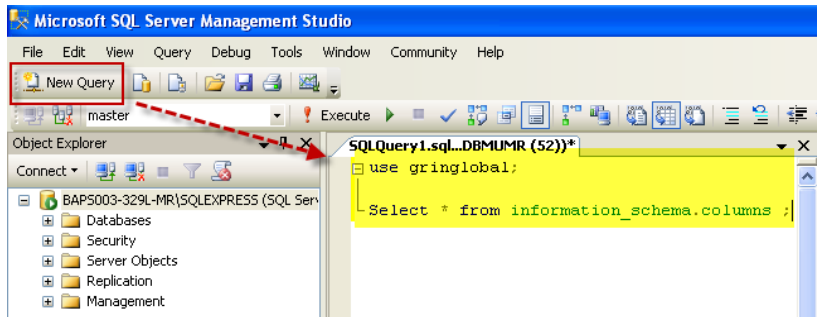 Microsoft SQL Server Management Studio
File Edit View Query Debug Tools Window Community Help
New Query
master Execute
Object Explorer
SQLQuery1.sql...DBMUMR (52))*
Connect
use gringlobal;
Select * from information_schema.columns ;
BAPS003-329L-MR\SQLEXPRESS (SQL Serv
Databases
Security
Server Objects
Replication
Management